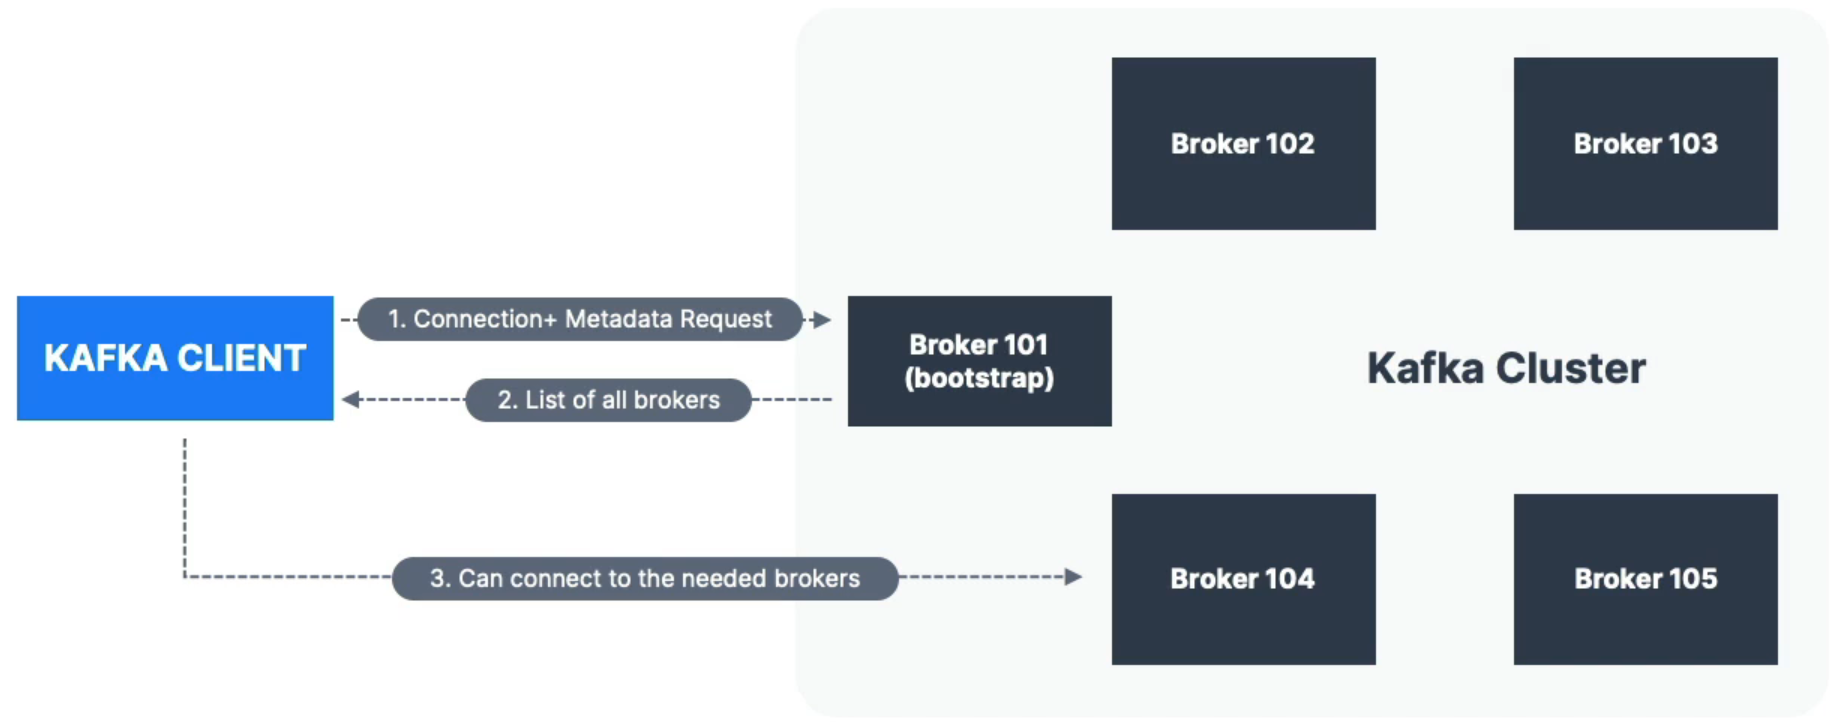 Broker 102
Broker 103
KAFKA CLIENT
1. Connection+ Metadata Request
2. List of all brokers
Broker 101
(bootstrap)
Kafka Cluster
3. Can connect to the needed brokers
Broker 104
Broker 105